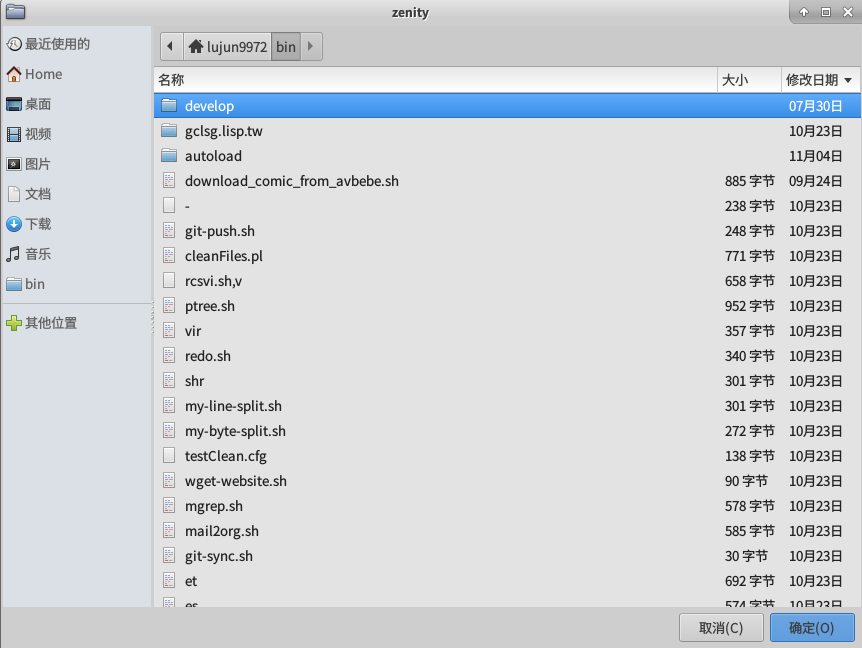 zenity
最近使用的
Home
桌面
视频
图片
文档
下载
音乐
bin
其他位置
lujun9972 bin
名称 大小 修改日期
develop 07月30日
gclsg.lisp.tw 10月23日
autoload 11月04日
download_comic_from_avbebe.sh 885 字节 09月24日
- 238 字节 10月23日
git-push.sh 248 字节 10月23日
cleanFiles.pl 771 字节 10月23日
rcsvi.sh,v 658 字节 10月23日
ptree.sh 952 字节 10月23日
vir 357 字节 10月23日
redo.sh 340 字节 10月23日
shr 301 字节 10月23日
my-line-split.sh 301 字节 10月23日
my-byte-split.sh 272 字节 10月23日
testClean.cfg 138 字节 10月23日
wget-website.sh 90 字节 10月23日
mgrep.sh 578 字节 10月23日
mail2org.sh 585 字节 10月23日
git-sync.sh 30 字节 10月23日
et 692 字节 10月23日
es 574 字节 10月23日
取消(C) 确定(O)